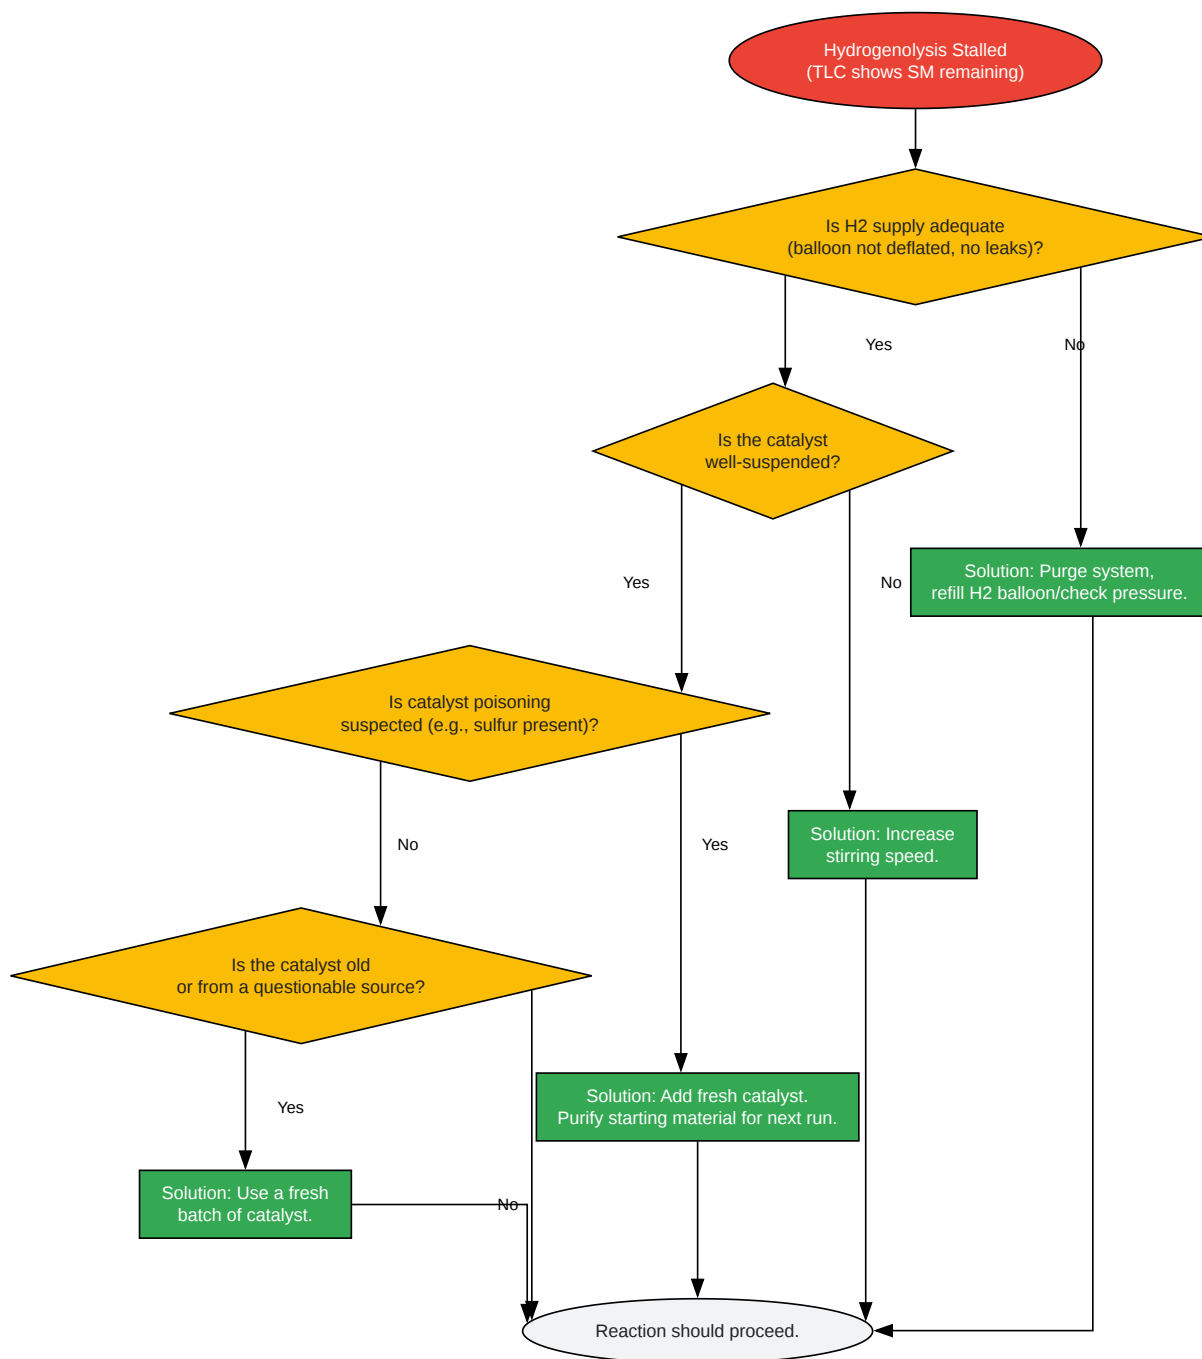 Hydrogenolysis Stalled
(TLC shows SM remaining)
Is H2 supply adequate
(balloon not deflated, no leaks)?
Yes
No
Is the catalyst
well-suspended?
Yes
No
Solution: Purge system,
refill H2 balloon/check pressure.
Is catalyst poisoning
suspected (e.g., sulfur present)?
No
Yes
Solution: Increase
stirring speed.
Is the catalyst old
or from a questionable source?
Yes
Solution: Add fresh catalyst.
Purify starting material for next run.
Solution: Use a fresh
batch of catalyst.
No
Reaction should proceed.